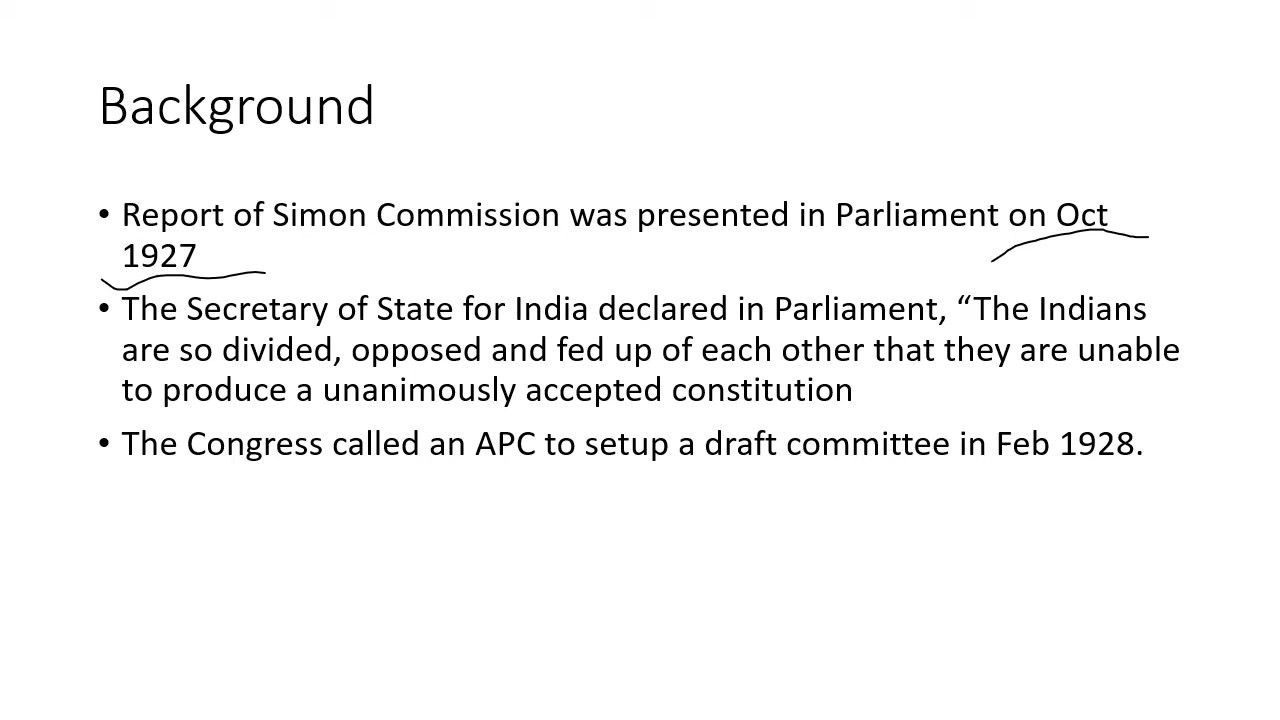 Background
• Report of Simon Commission was presented in Parliament on Oct
1927
• The Secretary of State for India declared in Parliament, “The Indians
are so divided, opposed and fed up of each other that they are unable
to produce a unanimously accepted constitution
• The Congress called an APC to setup a draft committee in Feb 1928.